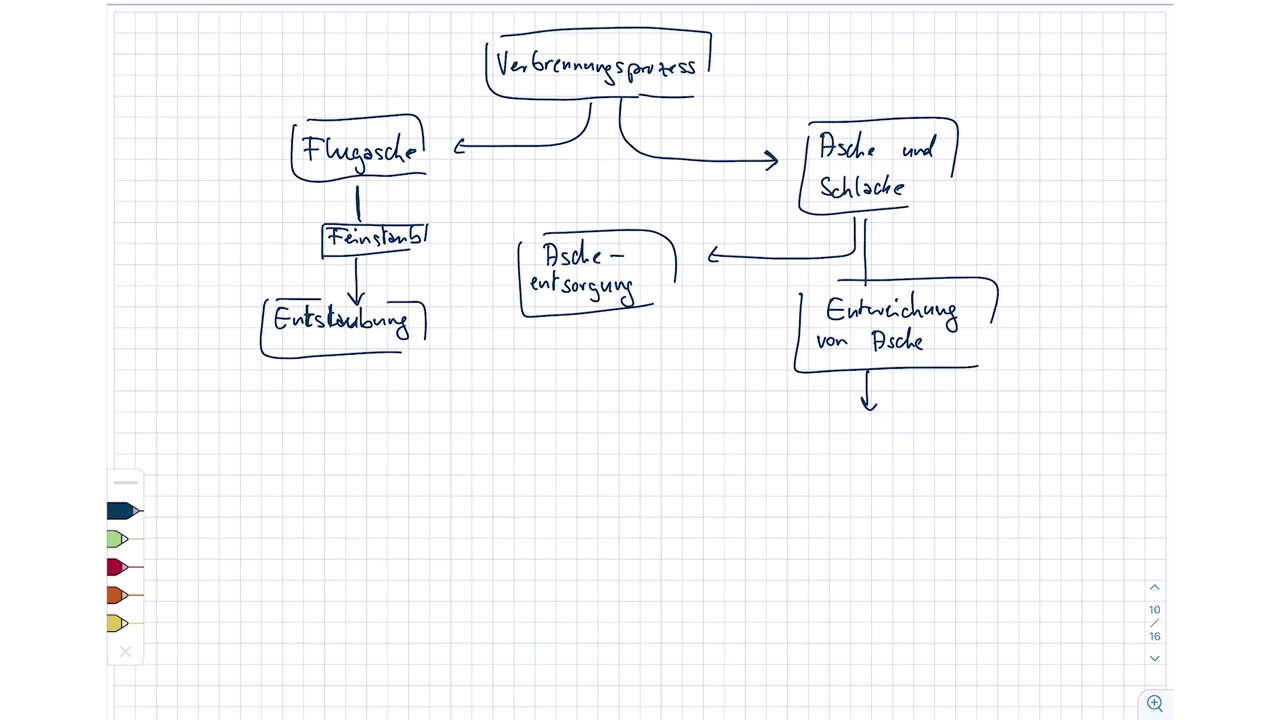 Verbrennungsprozess
Flugasche
Asche und
Schlacke
Feinstaub
Asche-
entsorgung
Entstaubung
Entweichung
von Asche
10
/
16